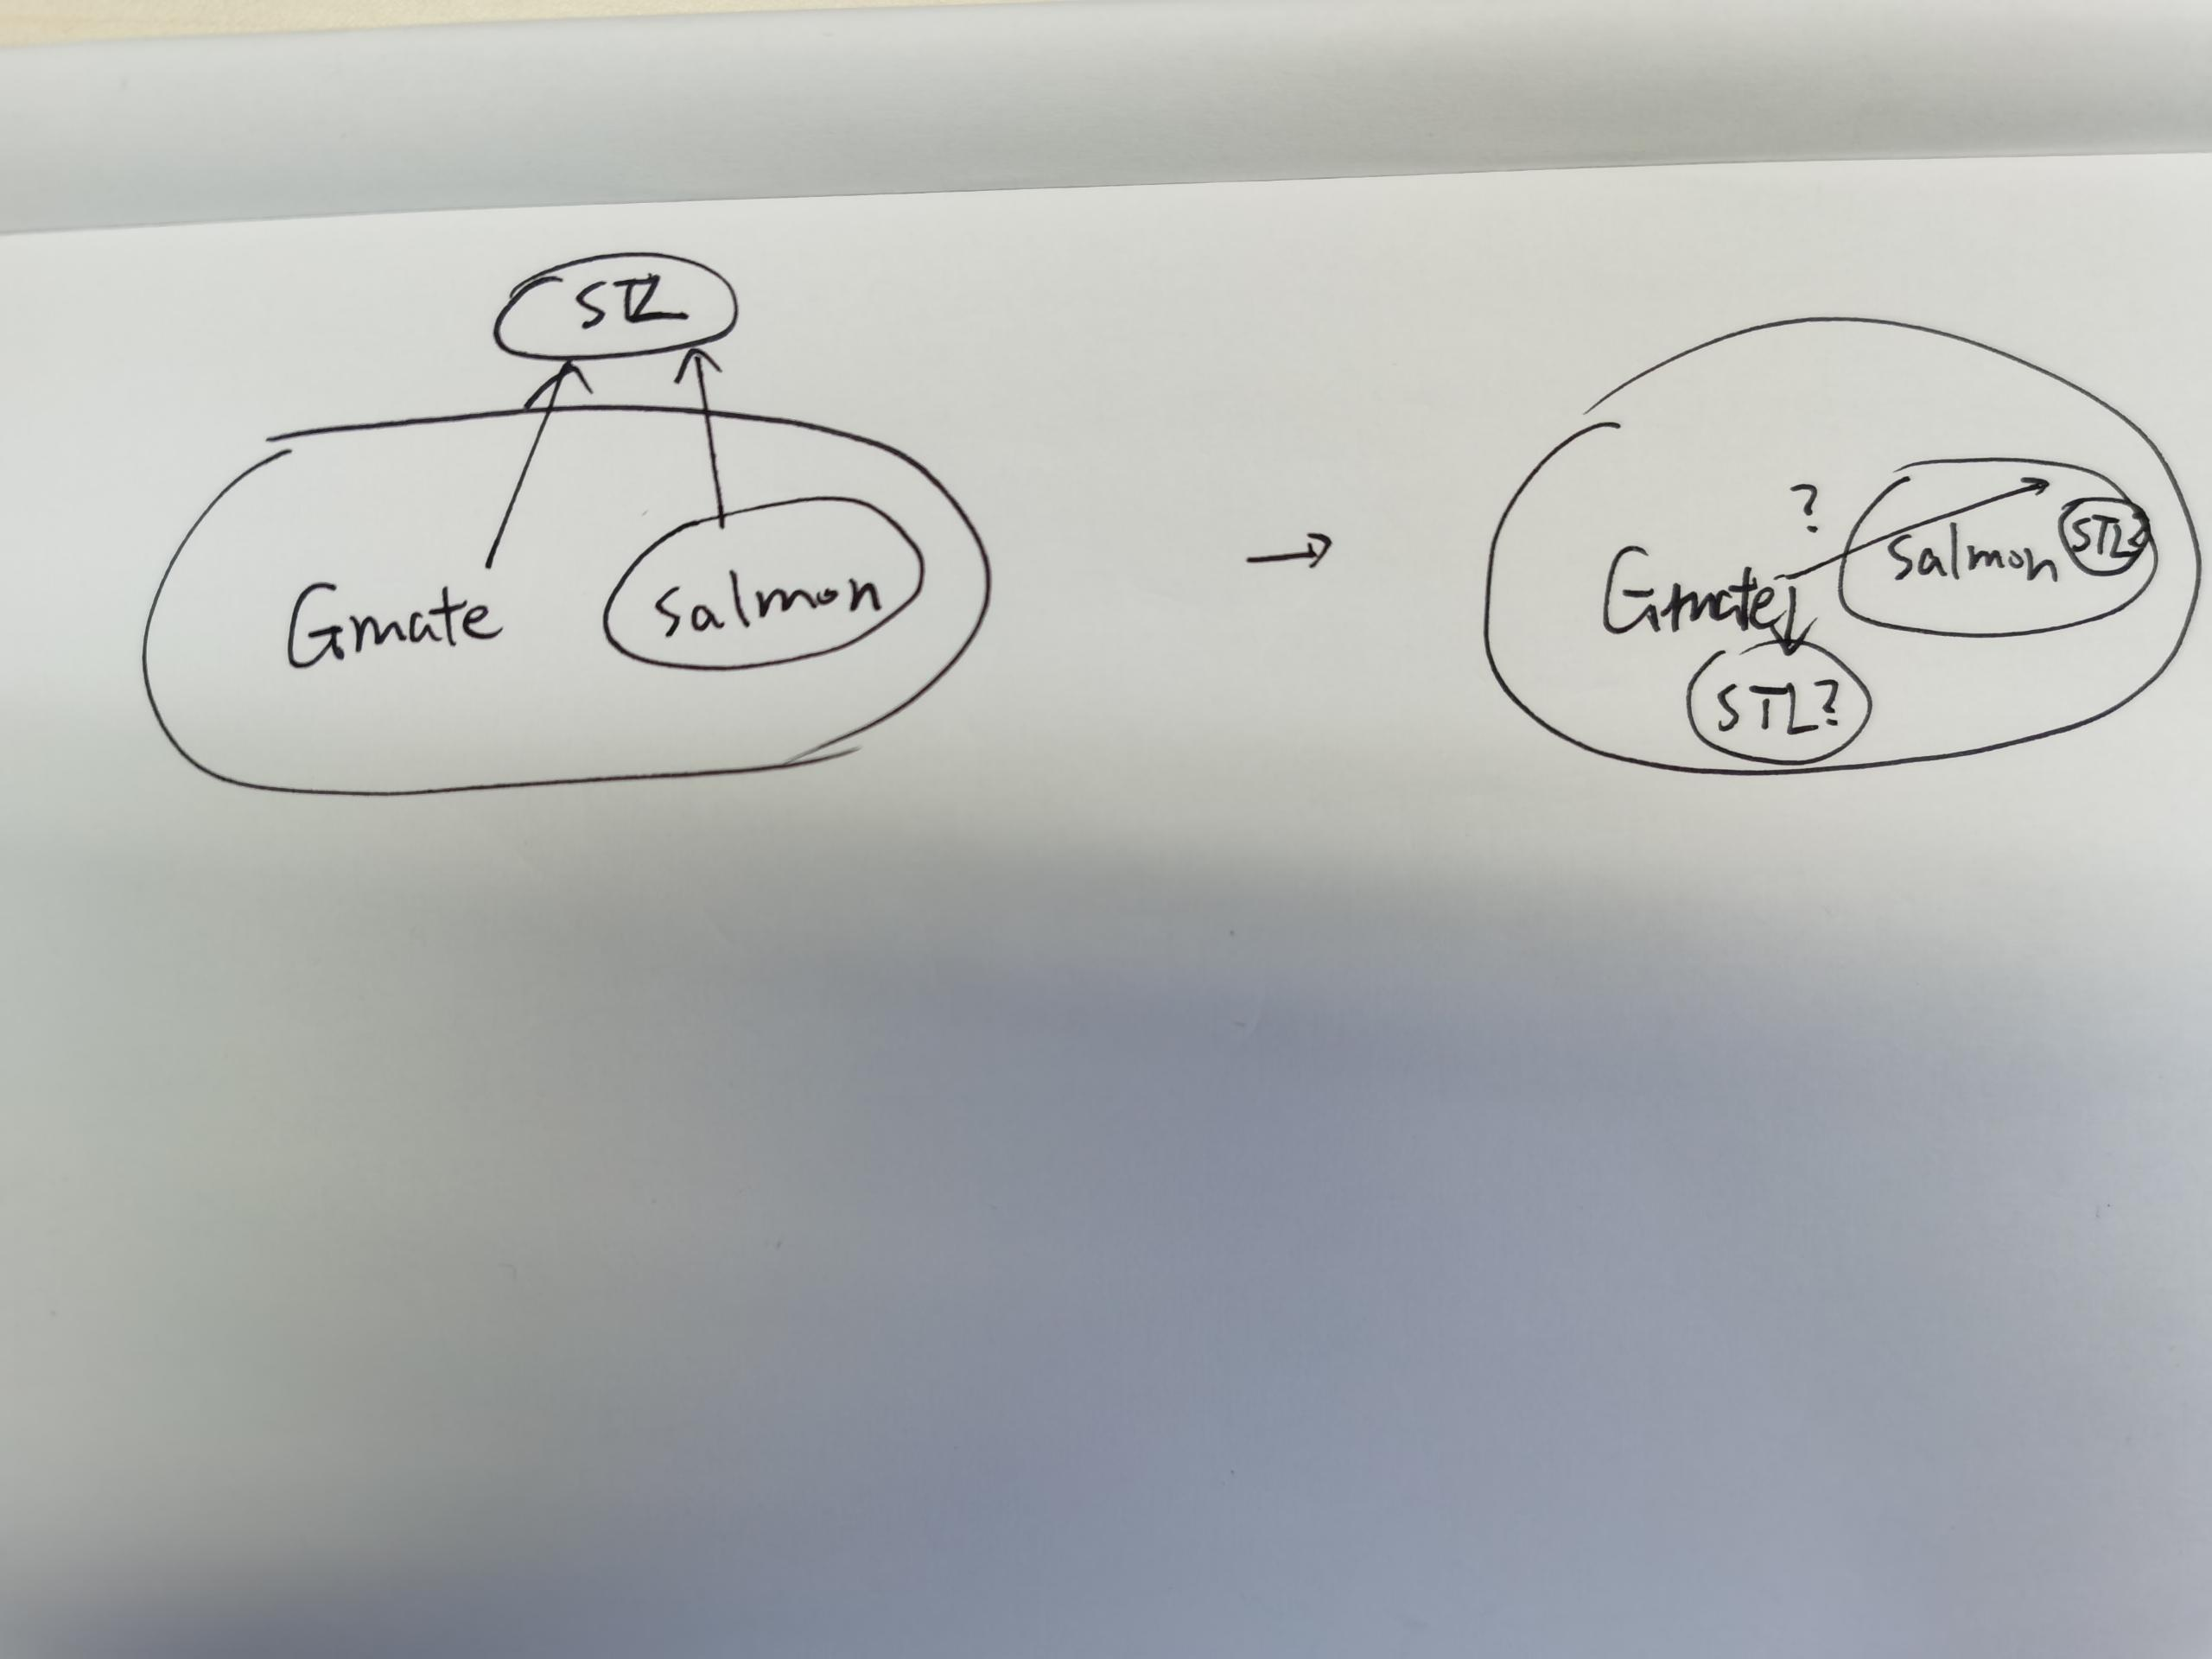 STL
Gmate
Salmon
→
?
Gmate
Salmon
STL?
STL?